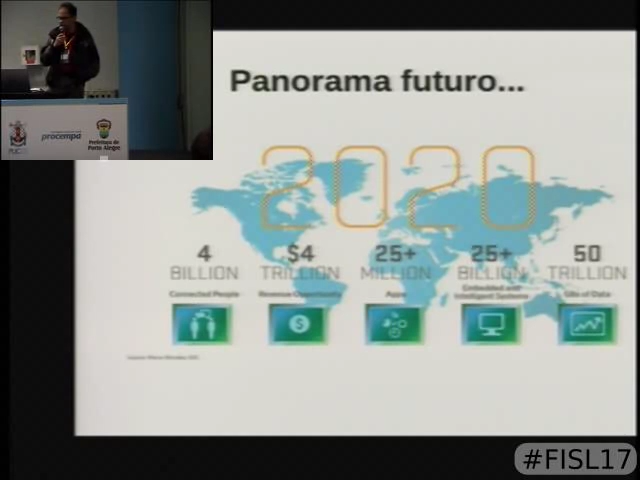 Panorama futuro...
2020
4
BILLION
Connected People
$4
TRILLION
Revenue Opportunity
25+
MILLION
Apps
25+
BILLION
Embedded and
Intelligent Systems
50
TRILLION
GBs of Data
procempa
Prefeitura de
Porto Alegre
#FISL17